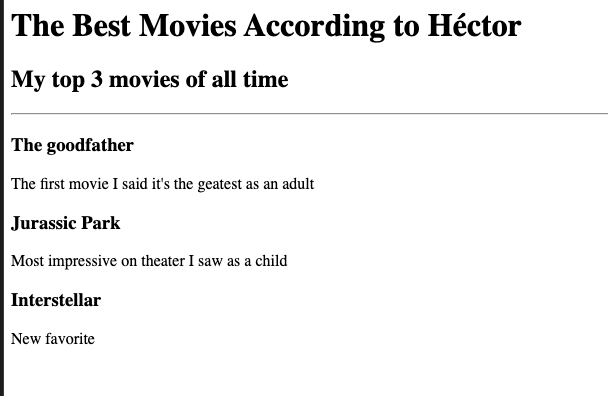 The Best Movies According to Héctor
My top 3 movies of all time
The goodfather
The first movie I said it's the geatest as an adult
Jurassic Park
Most impressive on theater I saw as a child
Interstellar
New favorite